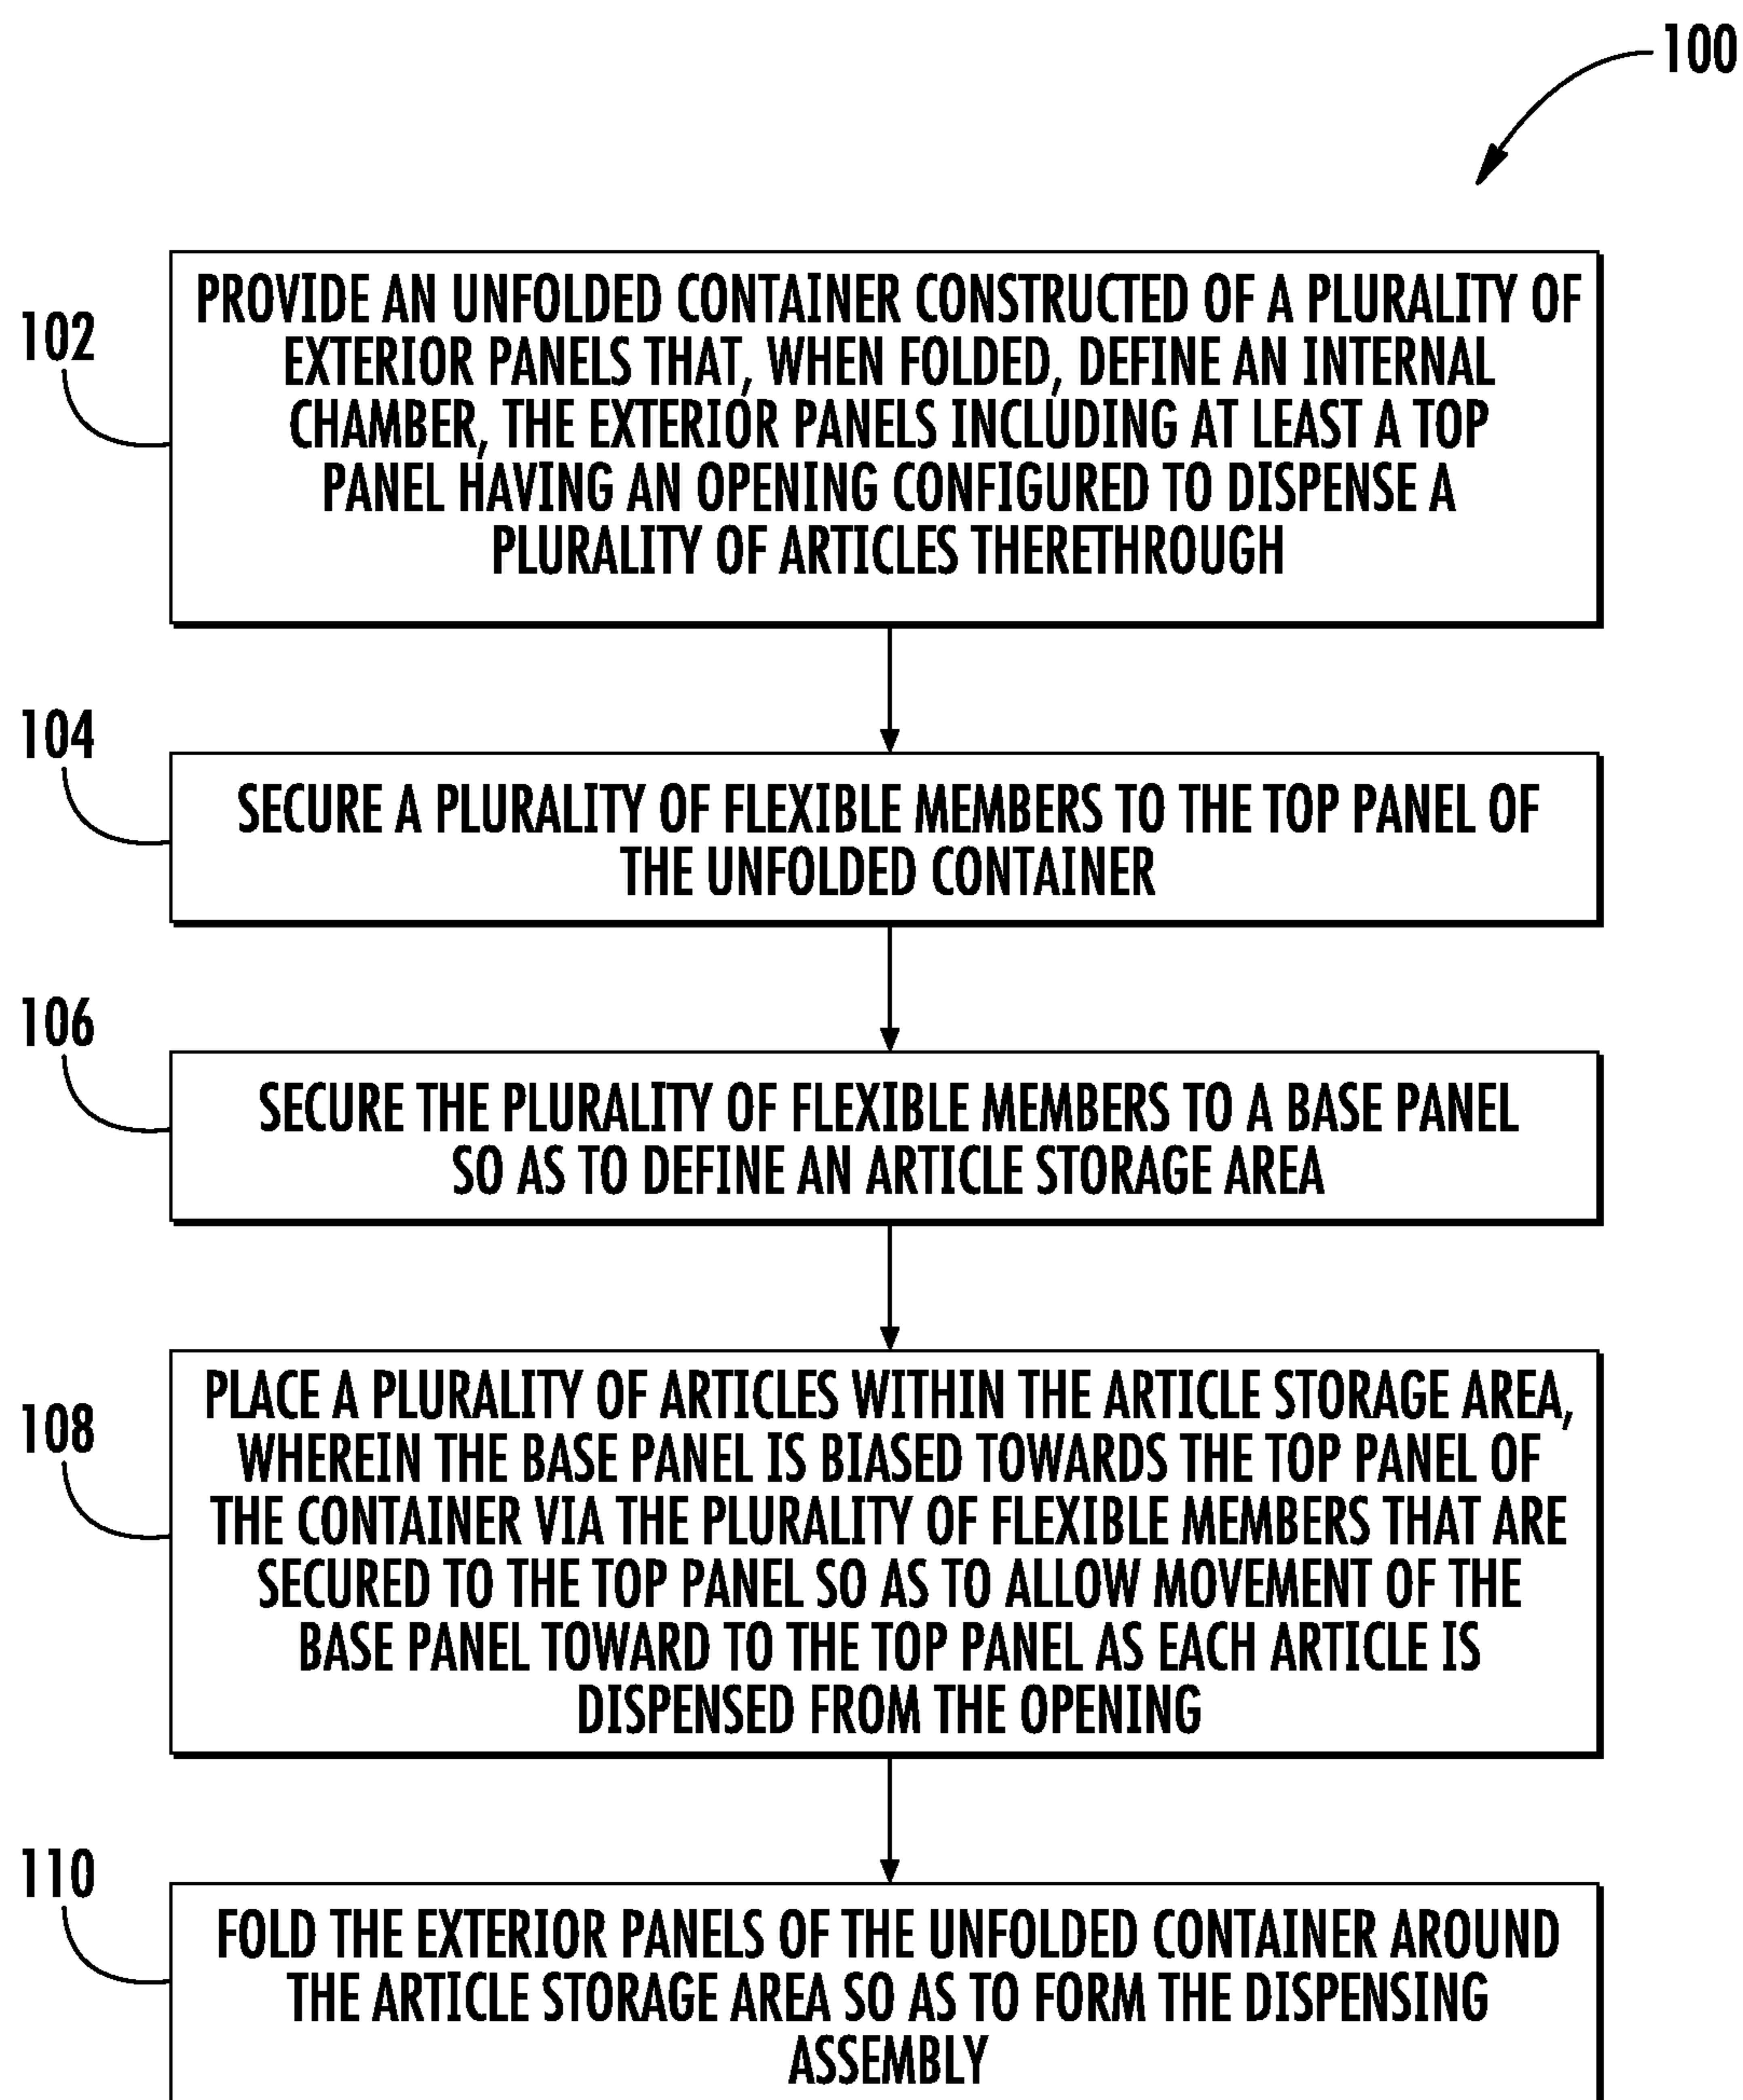 100
102
PROVIDE AN UNFOLDED CONTAINER CONSTRUCTED OF A PLURALITY OF
EXTERIOR PANELS THAT, WHEN FOLDED, DEFINE AN INTERNAL
CHAMBER, THE EXTERIOR PANELS INCLUDING AT LEAST A TOP
PANEL HAVING AN OPENING CONFIGURED TO DISPENSE A
PLURALITY OF ARTICLES THERETHROUGH
104
SECURE A PLURALITY OF FLEXIBLE MEMBERS TO THE TOP PANEL OF
THE UNFOLDED CONTAINER
106
SECURE THE PLURALITY OF FLEXIBLE MEMBERS TO A BASE PANEL
SO AS TO DEFINE AN ARTICLE STORAGE AREA
108
PLACE A PLURALITY OF ARTICLES WITHIN THE ARTICLE STORAGE AREA,
WHEREIN THE BASE PANEL IS BIASED TOWARDS THE TOP PANEL OF
THE CONTAINER VIA THE PLURALITY OF FLEXIBLE MEMBERS THAT ARE
SECURED TO THE TOP PANEL SO AS TO ALLOW MOVEMENT OF THE
BASE PANEL TOWARD TO THE TOP PANEL AS EACH ARTICLE IS
DISPENSED FROM THE OPENING
110
FOLD THE EXTERIOR PANELS OF THE UNFOLDED CONTAINER AROUND
THE ARTICLE STORAGE AREA SO AS TO FORM THE DISPENSING
ASSEMBLY